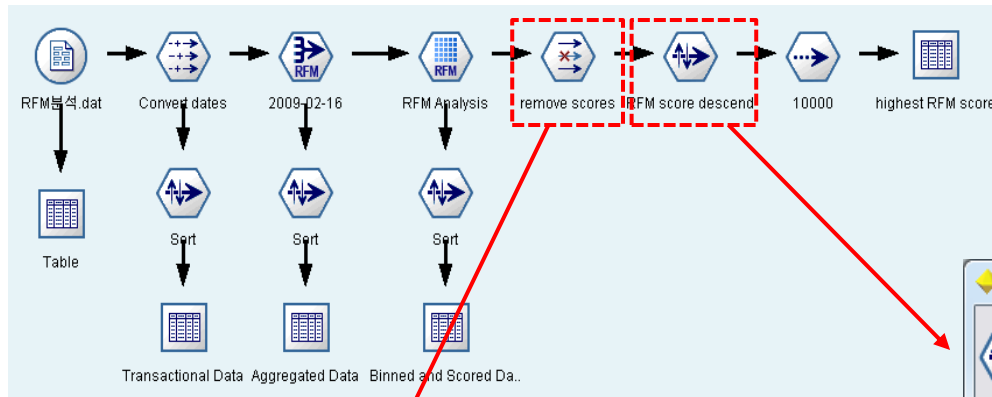 RFM
RFM
RFM분석.dat
Convert dates
2009-02-16
RFM Analysis
remove scores
RFM score descend
10000
highest RFM score
Table
Sort
Sort
Sort
Transactional Data
Aggregated Data
Binned and Scored Da..